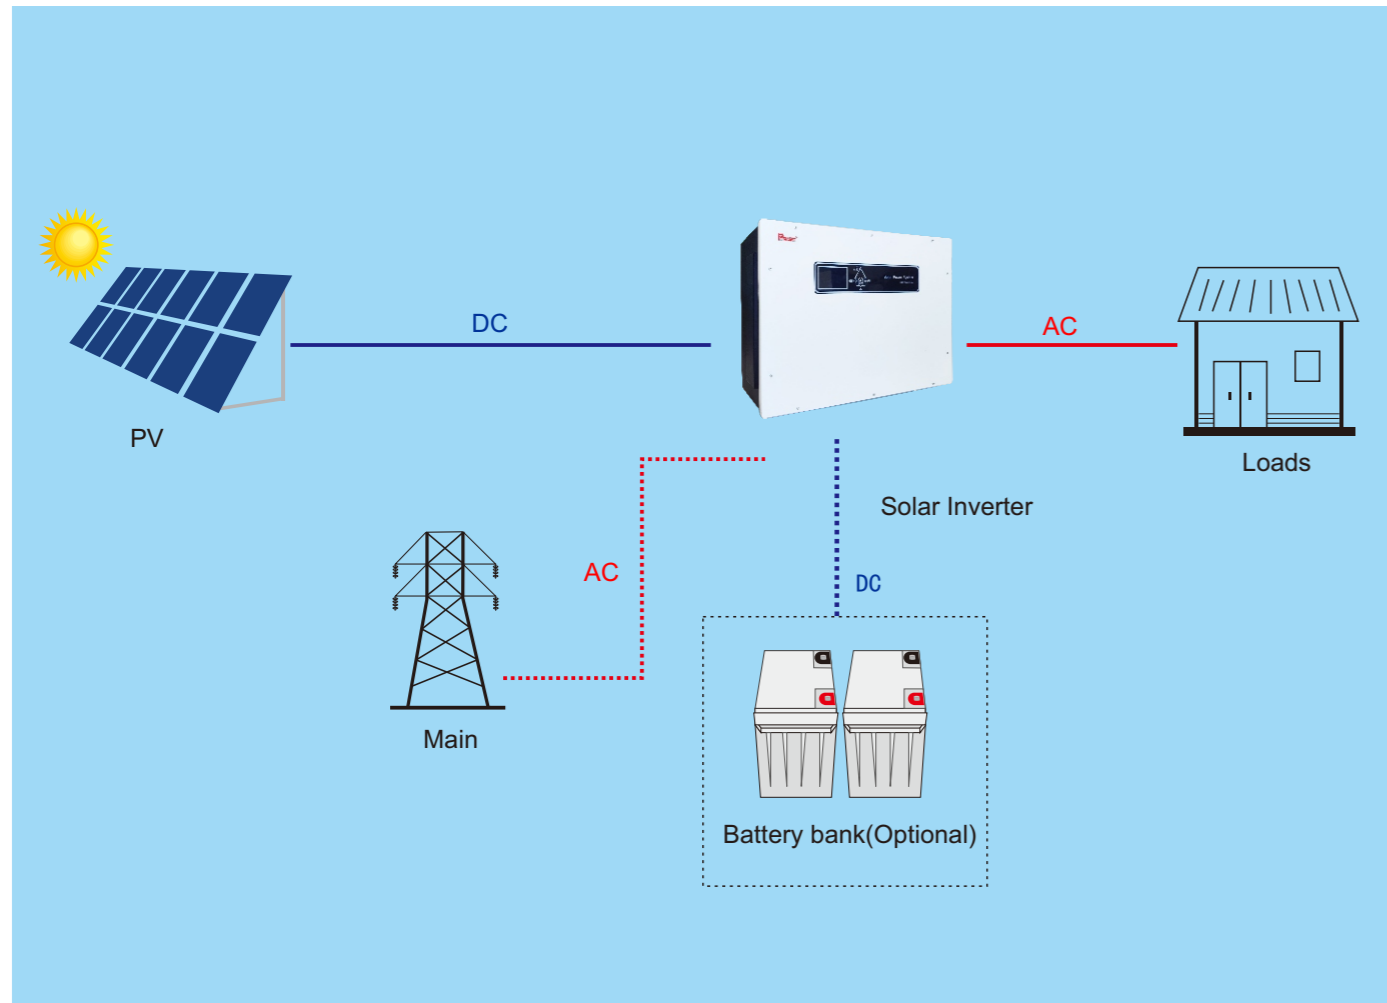 DC
AC
PV
Loads
Solar Inverter
AC
DC
Main
Battery bank(Optional)